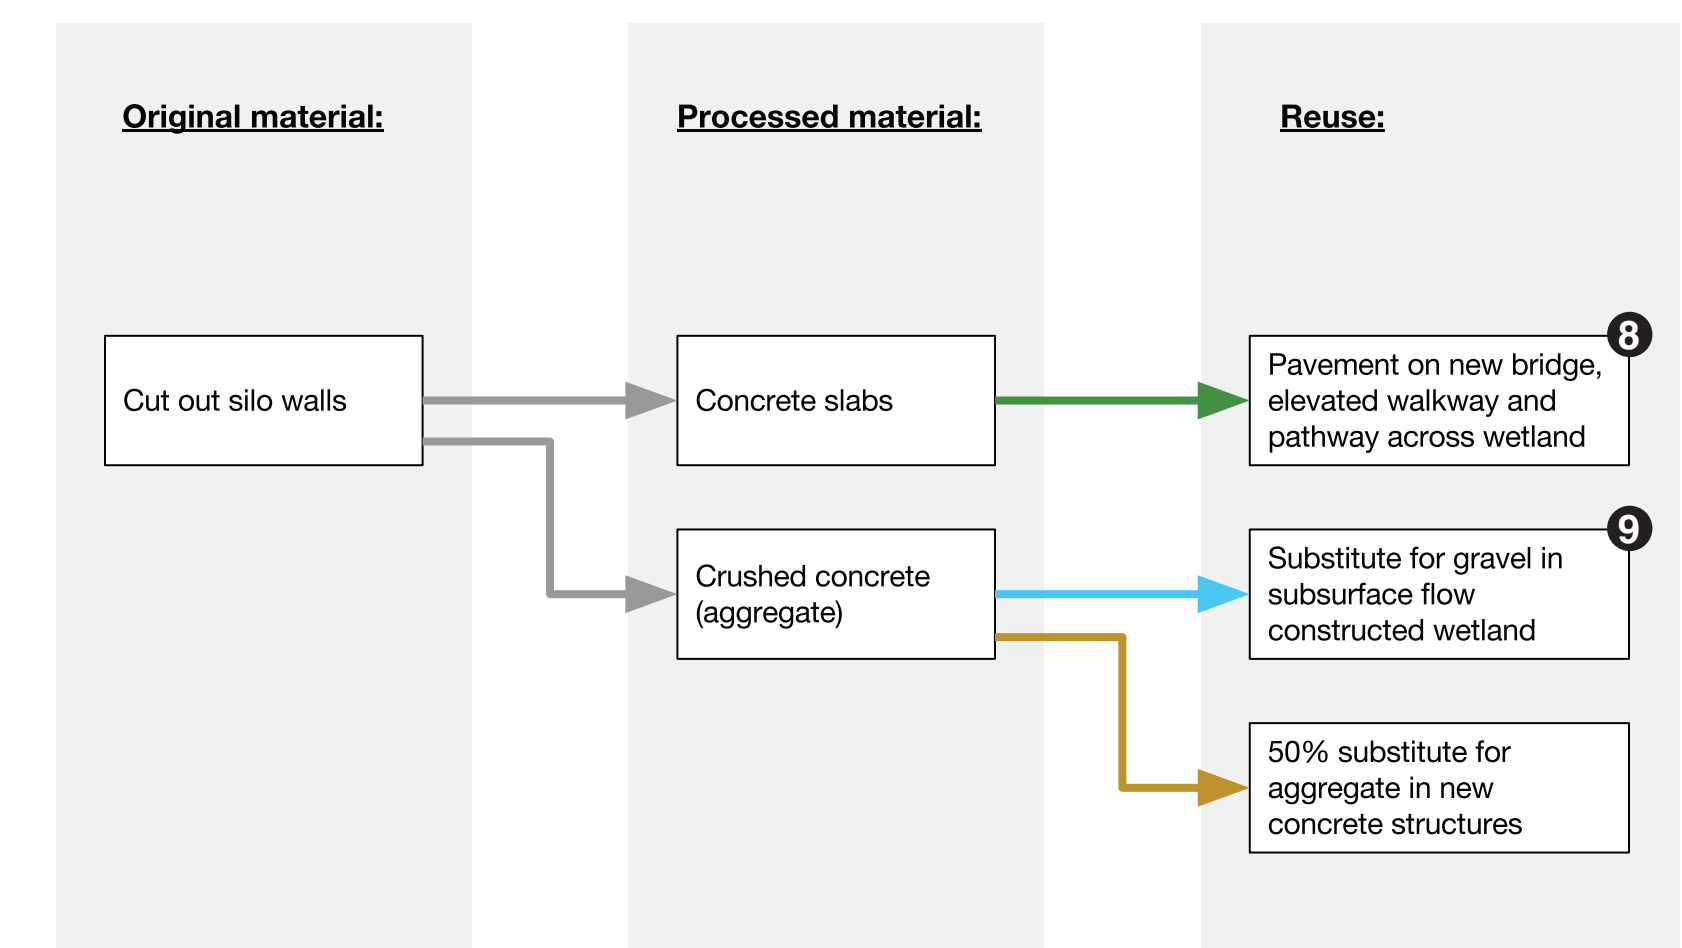 Original material:
Processed material:
Reuse:
Cut out silo walls
Concrete slabs
8
Pavement on new bridge,
elevated walkway and
pathway across wetland
Crushed concrete
(aggregate)
9
Substitute for gravel in
subsurface flow
constructed wetland
50% substitute for
aggregate in new
concrete structures